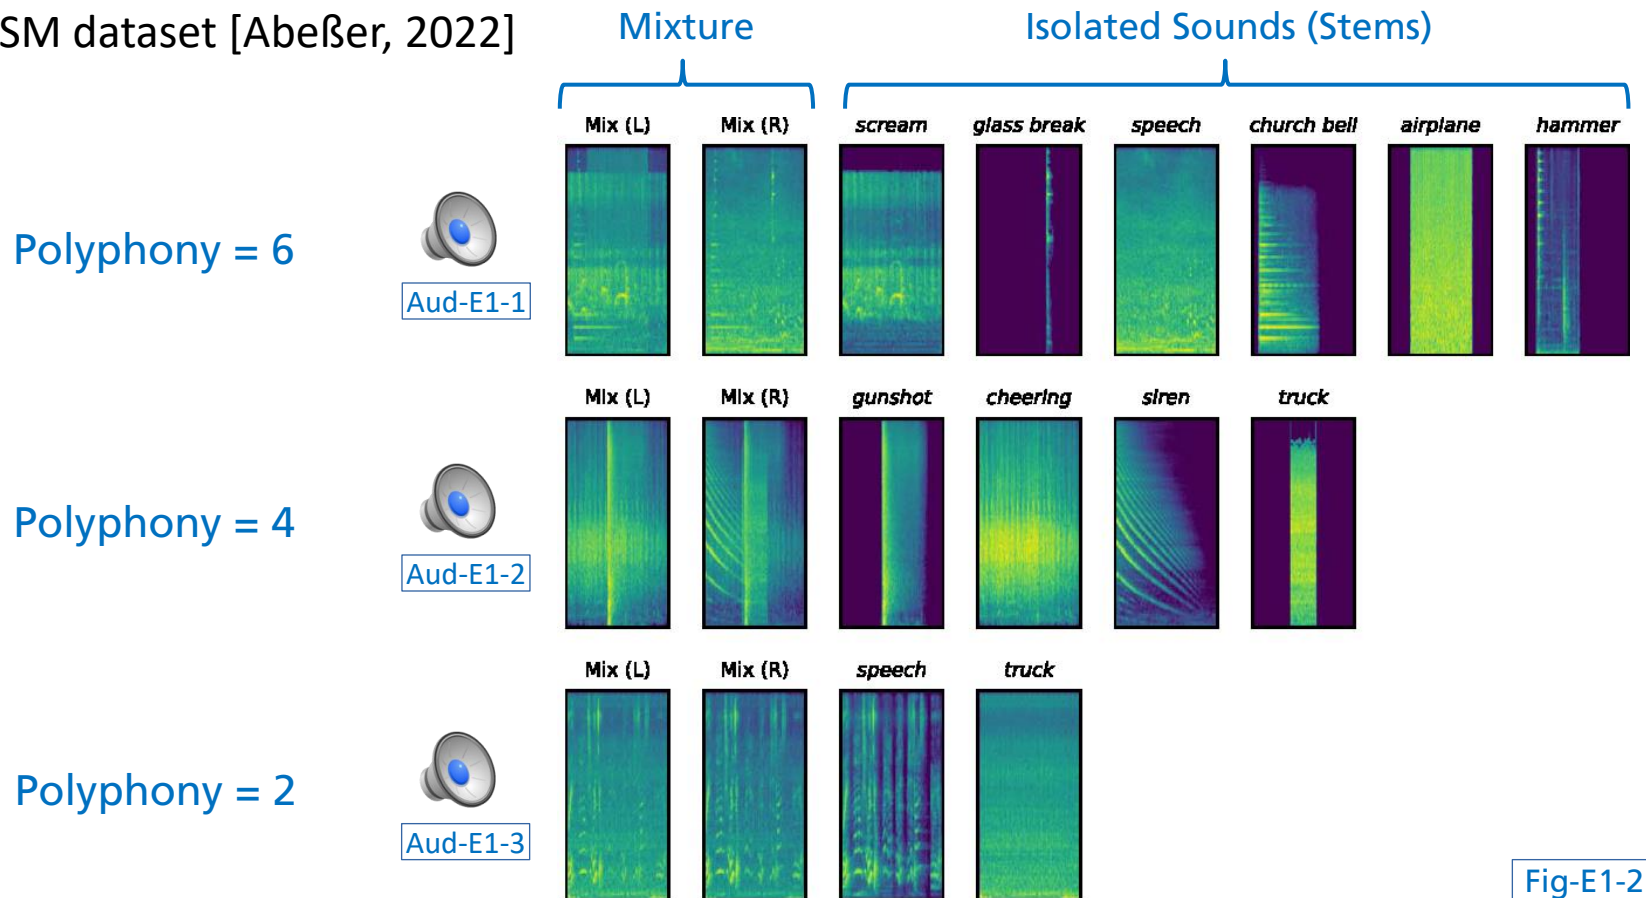 SM dataset [Abeßer, 2022]
Mixture
Isolated Sounds (Stems)
Mix (L) Mix (R) scream glass break speech church bell airplane hammer
Polyphony = 6
Aud-E1-1
Mix (L) Mix (R) gunshot cheering siren truck
Polyphony = 4
Aud-E1-2
Mix (L) Mix (R) speech truck
Polyphony = 2
Aud-E1-3
Fig-E1-2